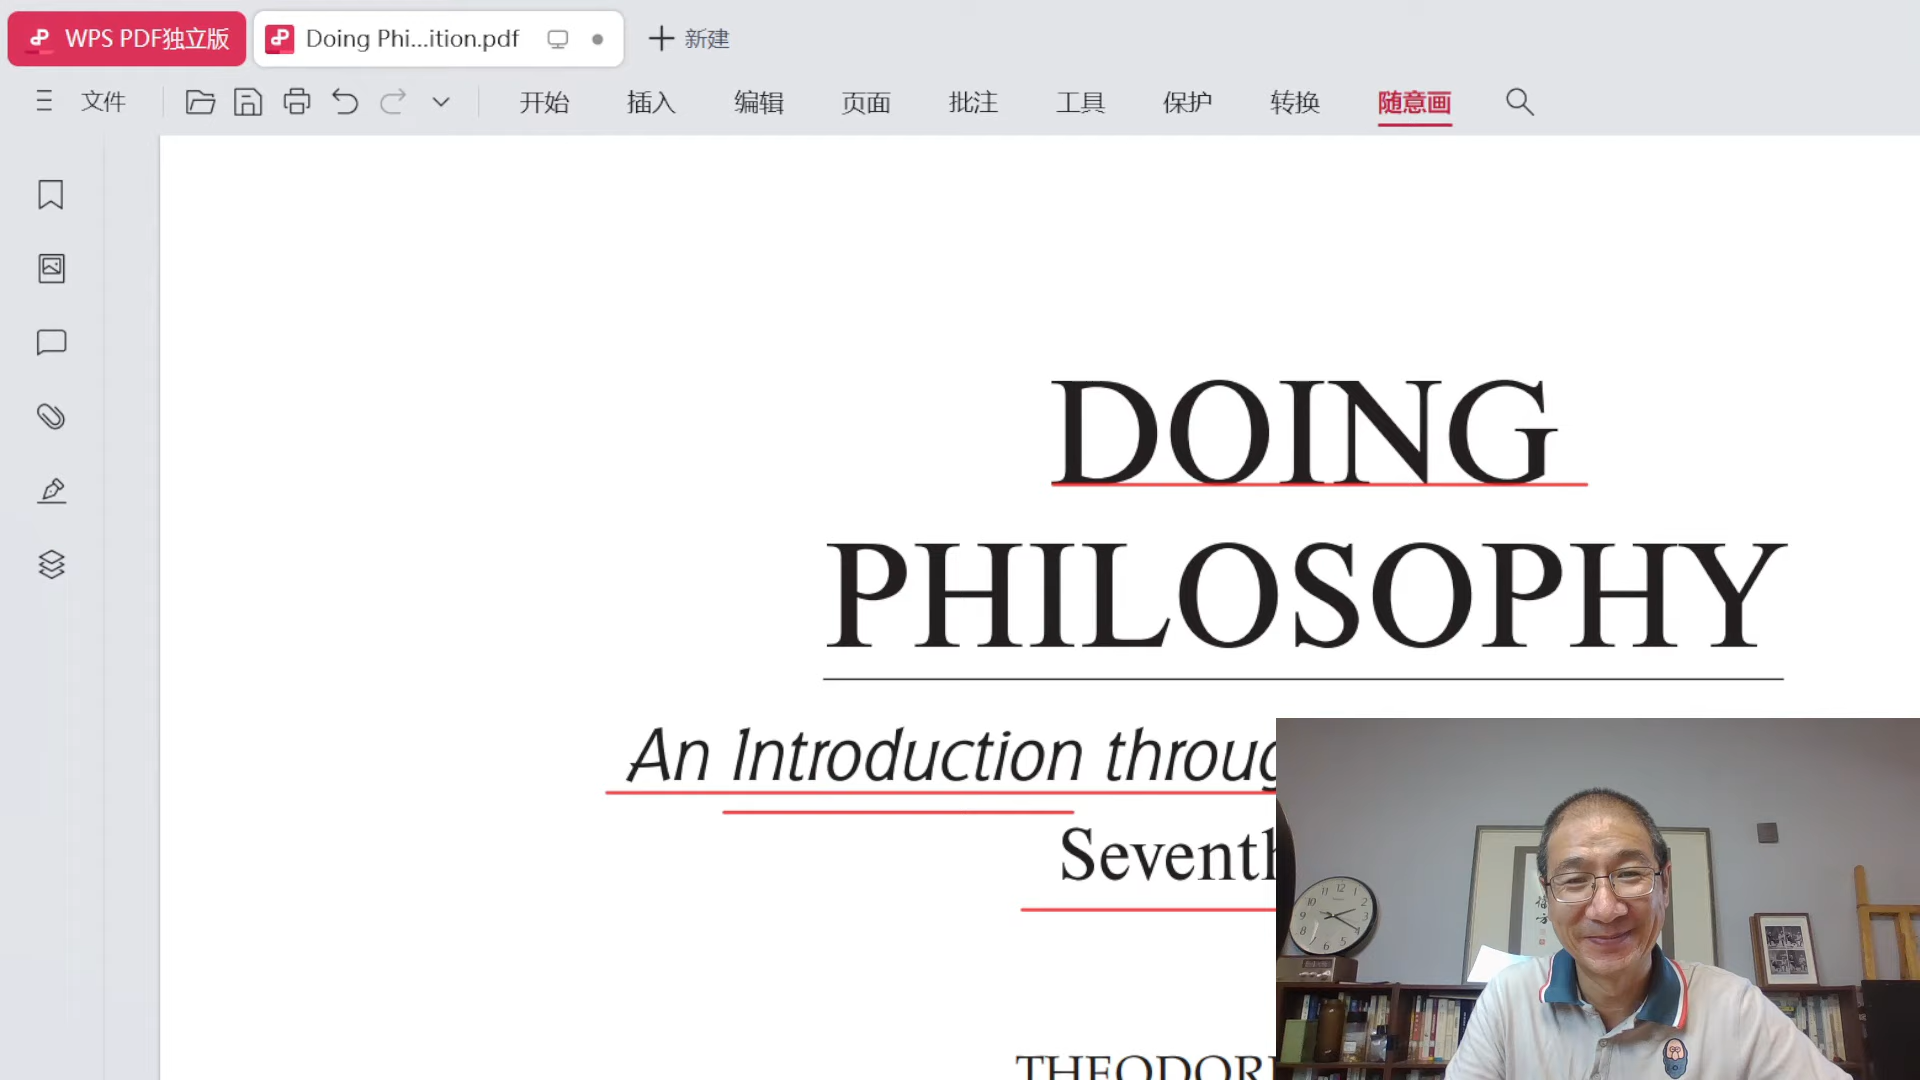 WPS PDF独立版
Doing Phi...ition.pdf
新建
文件
开始
插入
编辑
页面
批注
工具
保护
转换
随意画
DOING
PHILOSOPHY
An Introduction throug
Seventh
THEODORE